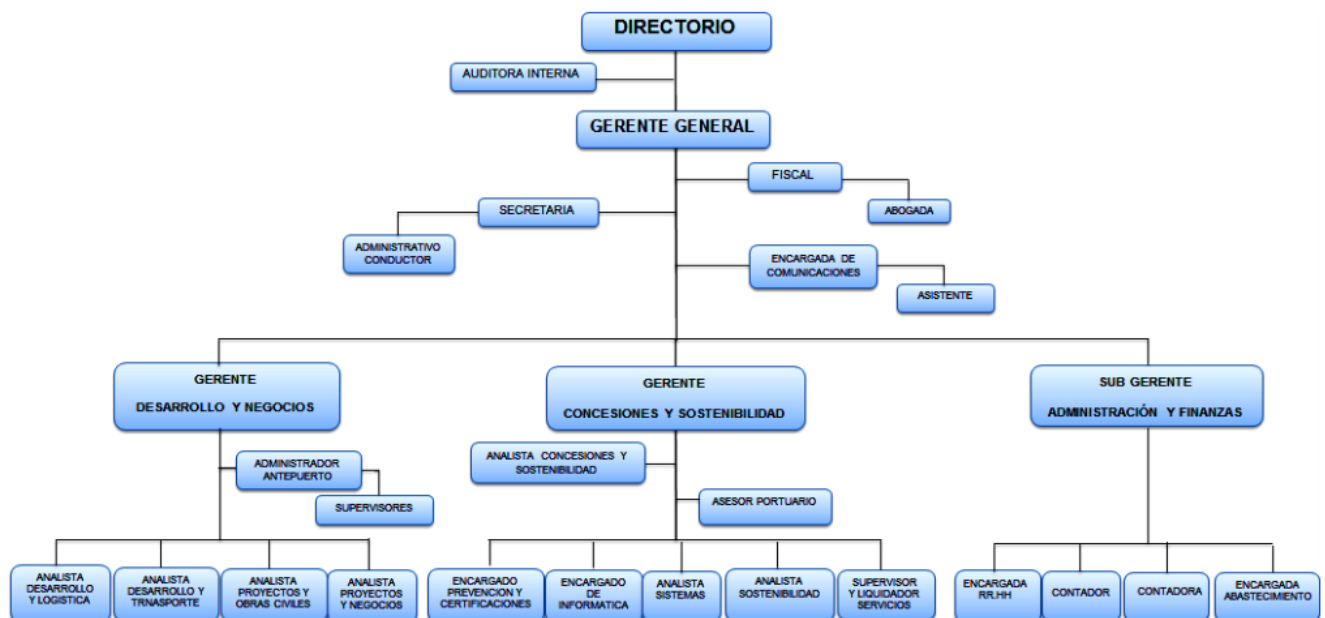 DIRECTORIO
AUDITORA INTERNA
GERENTE GENERAL
FISCAL
ABOGADA
SECRETARIA
ADMINISTRATIVO
CONDUCTOR
ENCARGADA DE
COMUNICACIONES
ASISTENTE
GERENTE
DESARROLLO Y NEGOCIOS
GERENTE
CONCESIONES Y SOSTENIBILIDAD
SUB GERENTE
ADMINISTRACIÓN Y FINANZAS
ADMINISTRADOR
ANTEPUERTO
SUPERVISORES
ANALISTA CONCESIONES Y
SOSTENIBILIDAD
ASESOR PORTUARIO
ANALISTA
DESARROLLO
Y LOGISTICA
ANALISTA
DESARROLLO Y
TRNASPORTE
ANALISTA
PROYECTOS Y
OBRAS CIVILES
ANALISTA
PROYECTOS
Y NEGOCIOS
ENCARGADO
PREVENCION Y
CERTIFICACIONES
ENCARGADO
DE
INFORMATICA
ANALISTA
SISTEMAS
ANALISTA
SOSTENIBILIDAD
SUPERVISOR
Y LIQUIDADOR
SERVICIOS
ENCARGADA
RR.HH
CONTADOR
CONTADORA
ENCARGADA
ABASTECIMIENTO